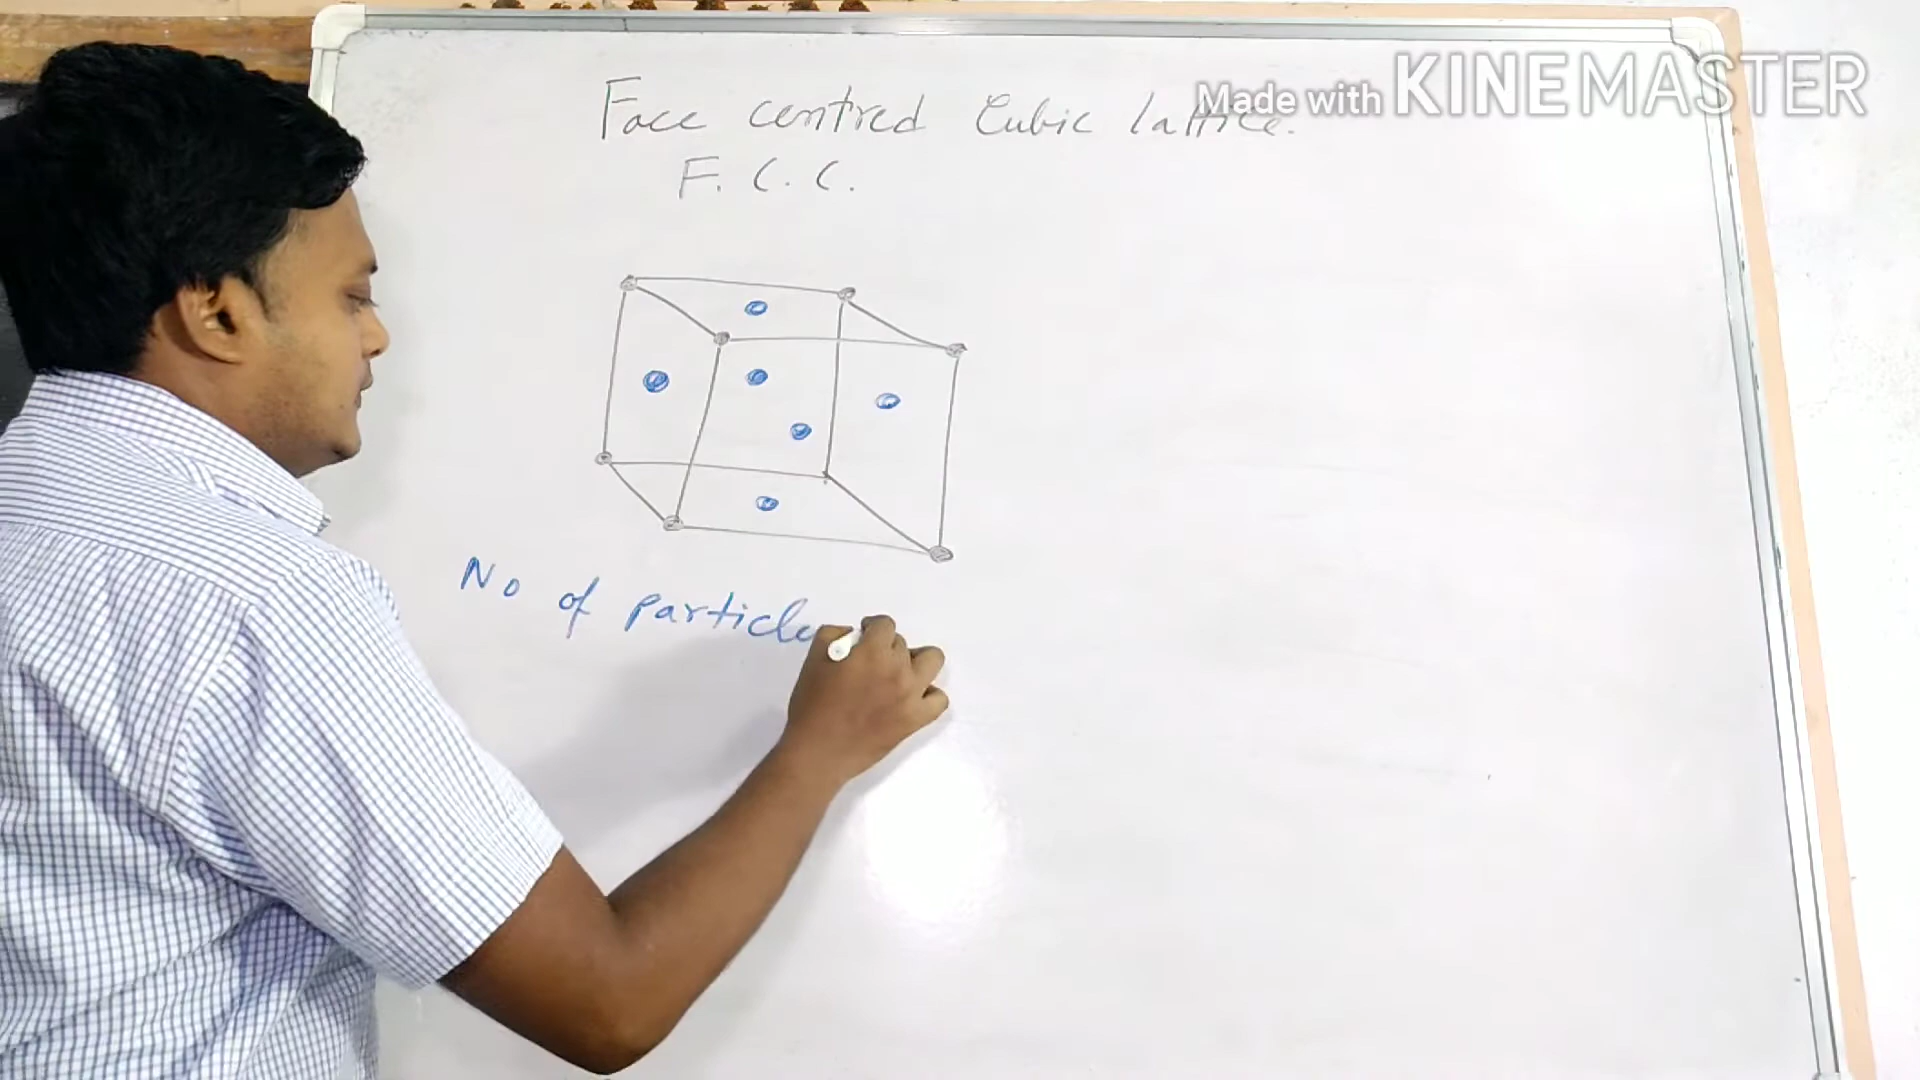 Made with KINEMASTER
Face centred Cubic lattice.
F. C. C.
No of particle